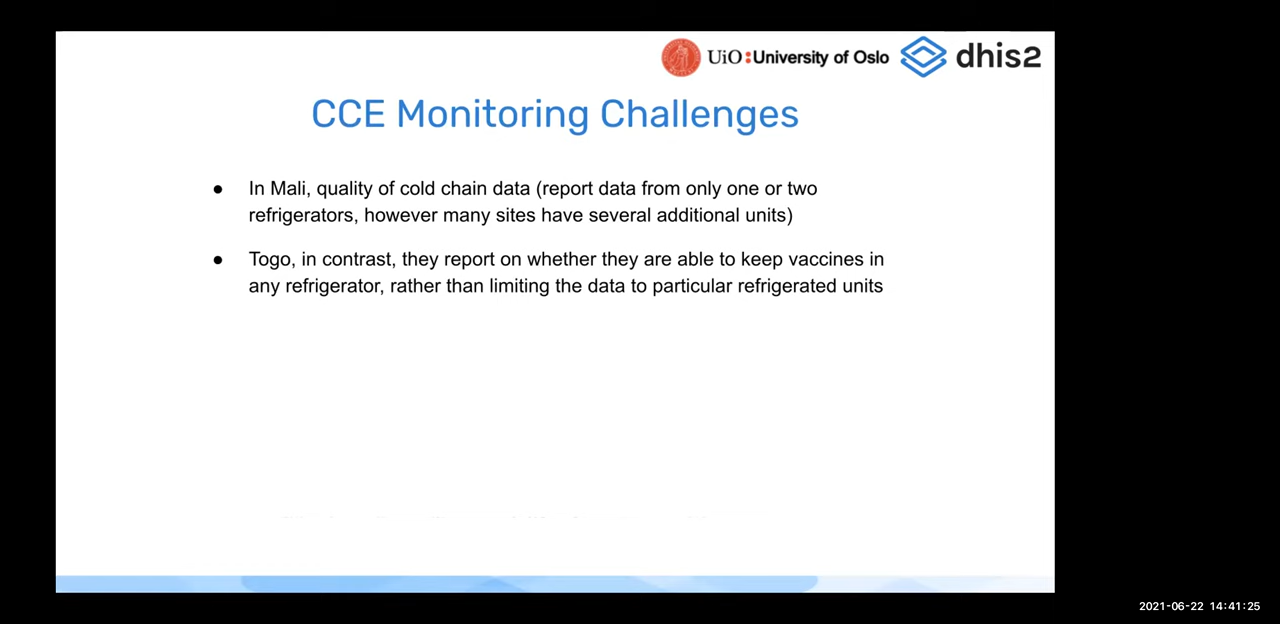 UiO:University of Oslo dhis2
CCE Monitoring Challenges
● In Mali, quality of cold chain data (report data from only one or two
refrigerators, however many sites have several additional units)
● Togo, in contrast, they report on whether they are able to keep vaccines in
any refrigerator, rather than limiting the data to particular refrigerated units
2021-06-22 14:41:25